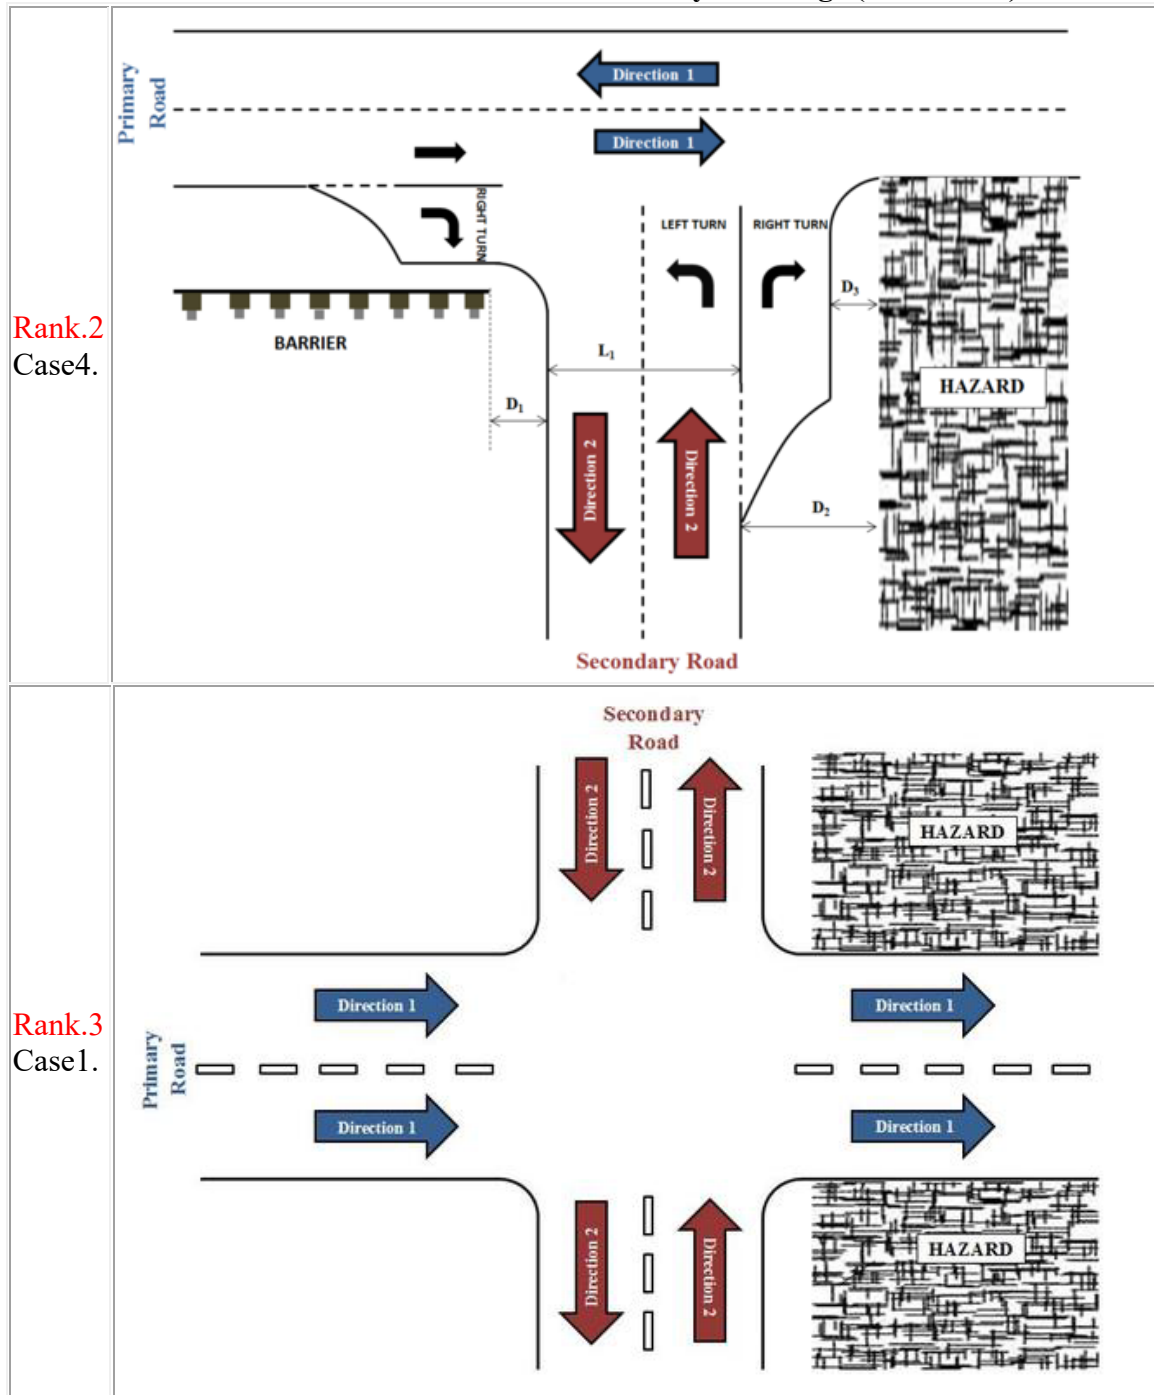 Rank.2
Case4.
Primary
Road
Direction 1
Direction 1
RIGHT TURN
LEFT TURN
RIGHT TURN
D3
BARRIER
L1
HAZARD
D1
Direction 2
Direction 2
D2
Secondary Road
Rank.3
Case1.
Secondary
Road
Direction 2
Direction 2
HAZARD
Primary
Road
Direction 1
Direction 1
Direction 1
Direction 1
Direction 2
Direction 2
HAZARD